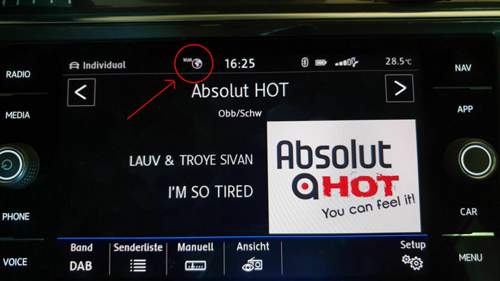 RADIO
MEDIA
PHONE
VOICE
Individual
16:25
28.5°C
Absolut HOT
Obb/Schw
LAUV & TROYE SIVAN
I'M SO TIRED
Absolut
HOT
You can feel it!
Band
DAB
Senderliste
Manuell
Ansicht
Setup
NAV
APP
CAR
MENU